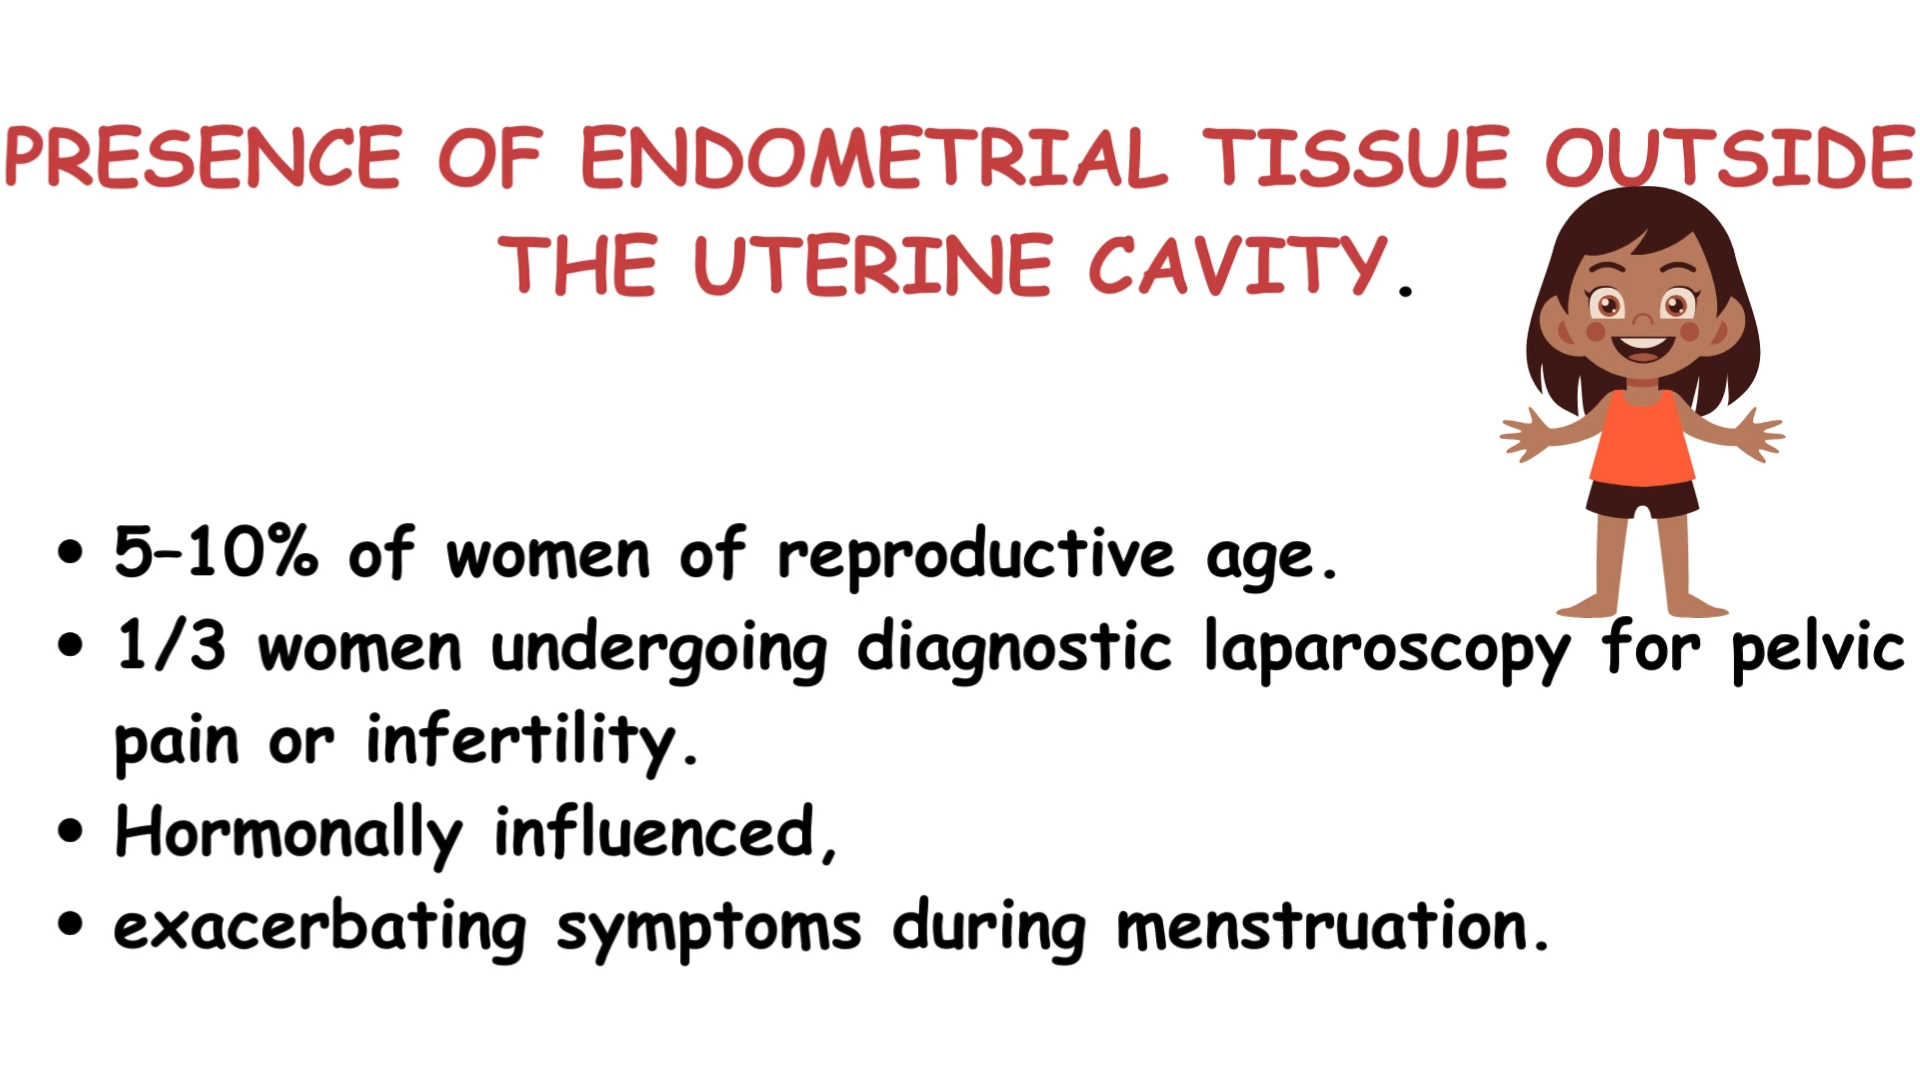 PRESENCE OF ENDOMETRIAL TISSUE OUTSIDE
THE UTERINE CAVITY.
• 5–10% of women of reproductive age.
• 1/3 women undergoing diagnostic laparoscopy for pelvic
pain or infertility.
• Hormonally influenced,
• exacerbating symptoms during menstruation.